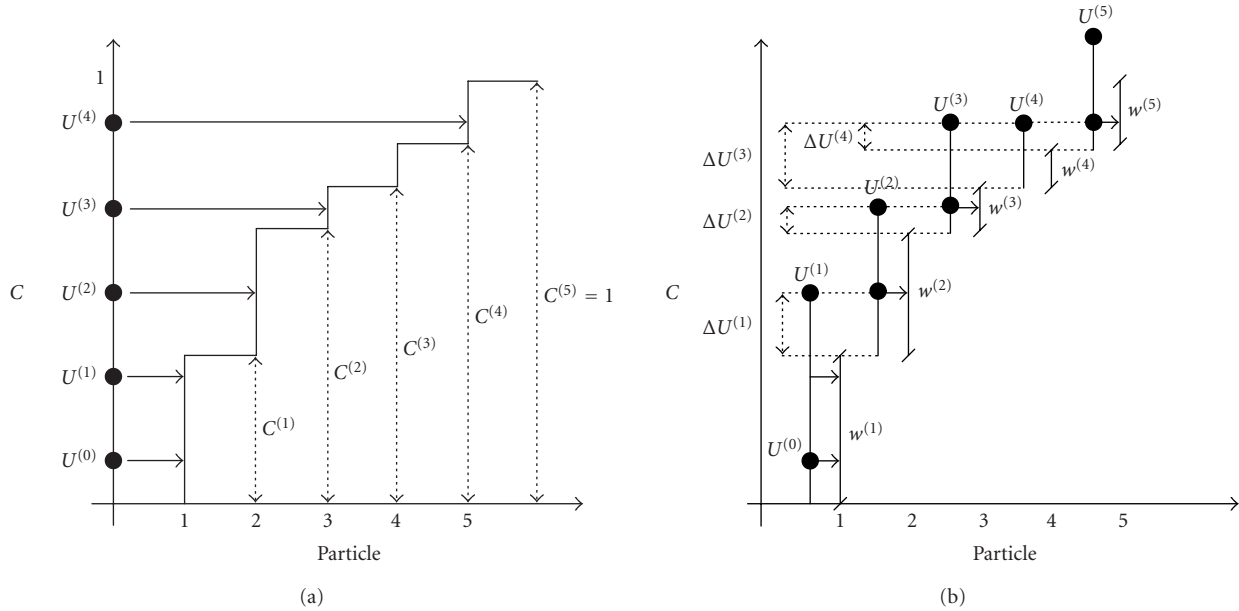 1
U^(4)
U^(3)
C
U^(2)
U^(1)
U^(0)
C^(1)
C^(2)
C^(3)
C^(4)
C^(5) = 1
1 2 3 4 5
Particle
(a)
U^(5)
U^(3) U^(4) w^(5)
ΔU^(4)
ΔU^(3)
w^(4)
U^(2)
ΔU^(2) w^(3)
U^(1)
C
w^(2)
ΔU^(1)
U^(0) w^(1)
1 2 3 4 5
Particle
(b)